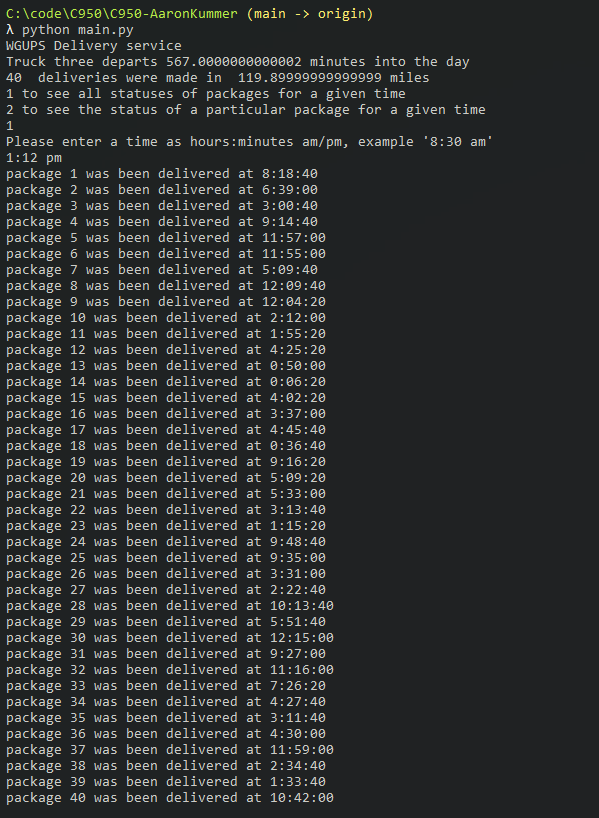 C:\code\C950\C950-AaronKummer (main -> origin)
λ python main.py
WGUPS Delivery service
Truck three departs 567.0000000000002 minutes into the day
40  deliveries were made in  119.89999999999999 miles
1 to see all statuses of packages for a given time
2 to see the status of a particular package for a given time
1
Please enter a time as hours:minutes am/pm, example '8:30 am'
1:12 pm
package 1 was been delivered at 8:18:40
package 2 was been delivered at 6:39:00
package 3 was been delivered at 3:00:40
package 4 was been delivered at 9:14:40
package 5 was been delivered at 11:57:00
package 6 was been delivered at 11:55:00
package 7 was been delivered at 5:09:40
package 8 was been delivered at 12:09:40
package 9 was been delivered at 12:04:20
package 10 was been delivered at 2:12:00
package 11 was been delivered at 1:55:20
package 12 was been delivered at 4:25:20
package 13 was been delivered at 0:50:00
package 14 was been delivered at 0:06:20
package 15 was been delivered at 4:02:20
package 16 was been delivered at 3:37:00
package 17 was been delivered at 4:45:40
package 18 was been delivered at 0:36:40
package 19 was been delivered at 9:16:20
package 20 was been delivered at 5:09:20
package 21 was been delivered at 5:33:00
package 22 was been delivered at 3:13:40
package 23 was been delivered at 1:15:20
package 24 was been delivered at 9:48:40
package 25 was been delivered at 9:35:00
package 26 was been delivered at 3:31:00
package 27 was been delivered at 2:22:40
package 28 was been delivered at 10:13:40
package 29 was been delivered at 5:51:40
package 30 was been delivered at 12:15:00
package 31 was been delivered at 9:27:00
package 32 was been delivered at 11:16:00
package 33 was been delivered at 7:26:20
package 34 was been delivered at 4:27:40
package 35 was been delivered at 3:11:40
package 36 was been delivered at 4:30:00
package 37 was been delivered at 11:59:00
package 38 was been delivered at 2:34:40
package 39 was been delivered at 1:33:40
package 40 was been delivered at 10:42:00